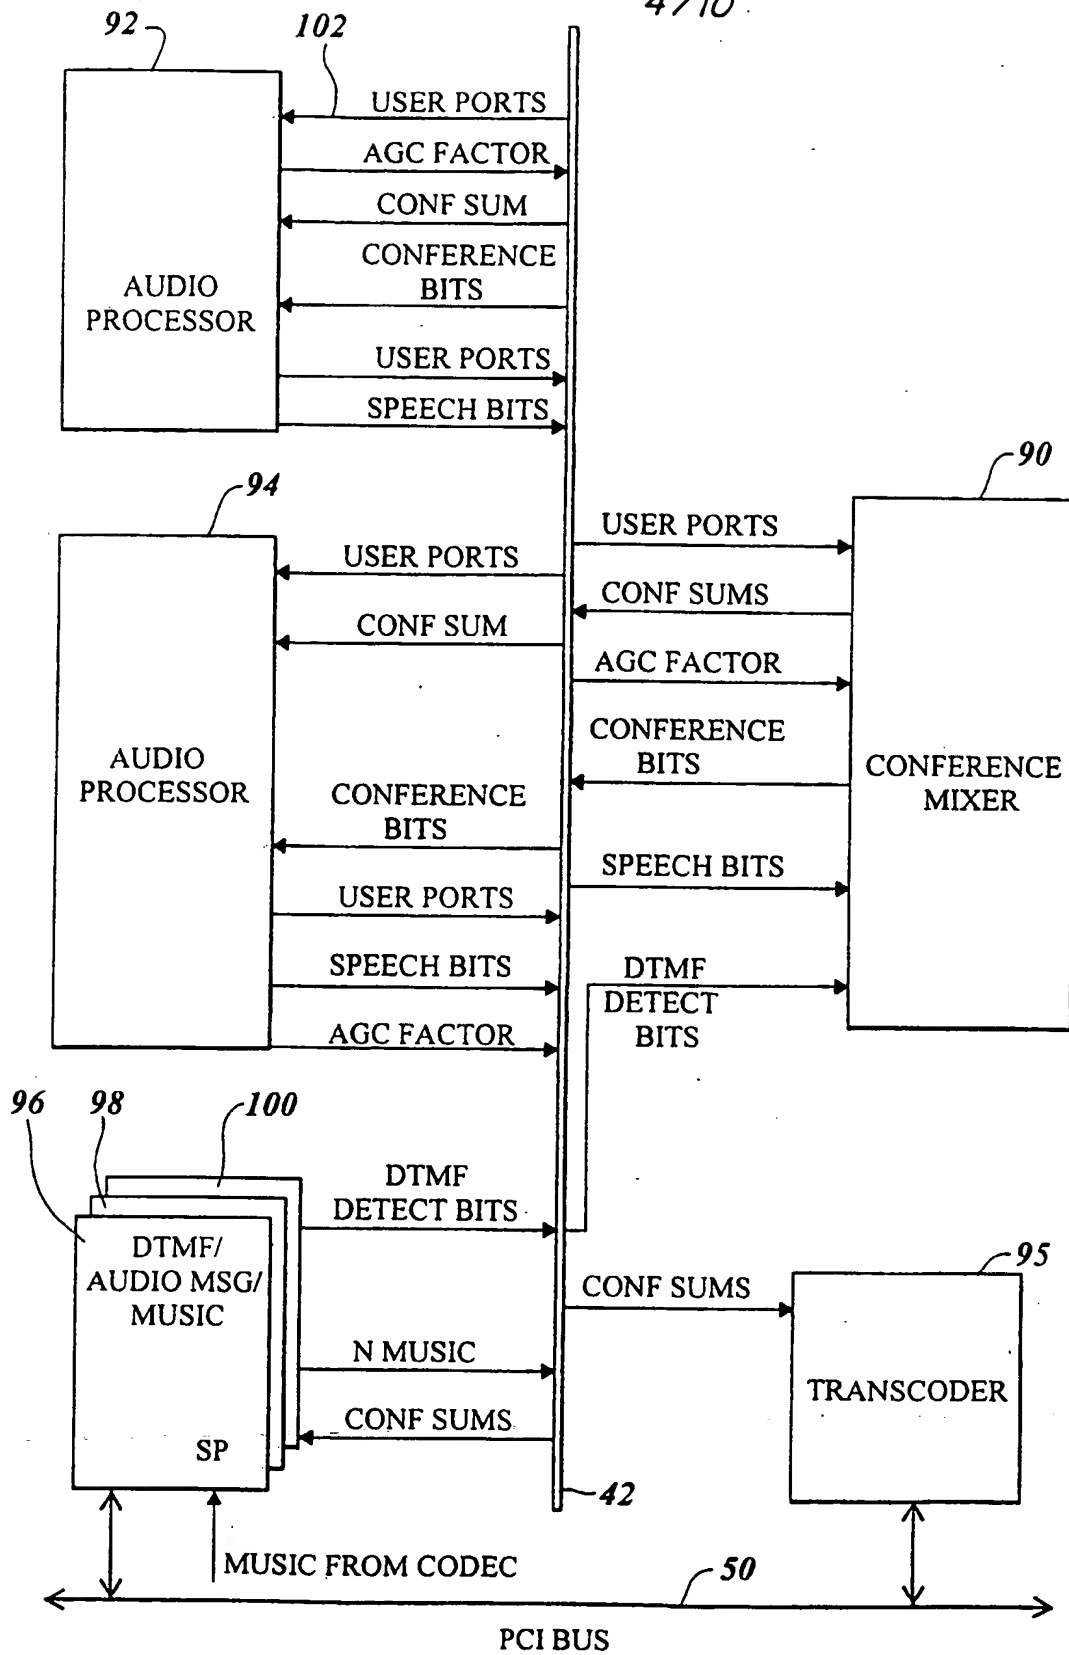 4/10
92
102
USER PORTS
AGC FACTOR
CONF SUM
CONFERENCE
BITS
AUDIO
PROCESSOR
USER PORTS
SPEECH BITS
94
90
USER PORTS
USER PORTS
CONF SUMS
CONF SUM
AGC FACTOR
CONFERENCE
BITS
AUDIO
PROCESSOR
CONFERENCE
MIXER
CONFERENCE
BITS
SPEECH BITS
USER PORTS
SPEECH BITS
DTMF
DETECT
BITS
AGC FACTOR
96
98
100
DTMF
DETECT BITS
DTMF/
AUDIO MSG/
MUSIC
95
CONF SUMS
N MUSIC
TRANSCODER
CONF SUMS
SP
42
MUSIC FROM CODEC
50
PCI BUS